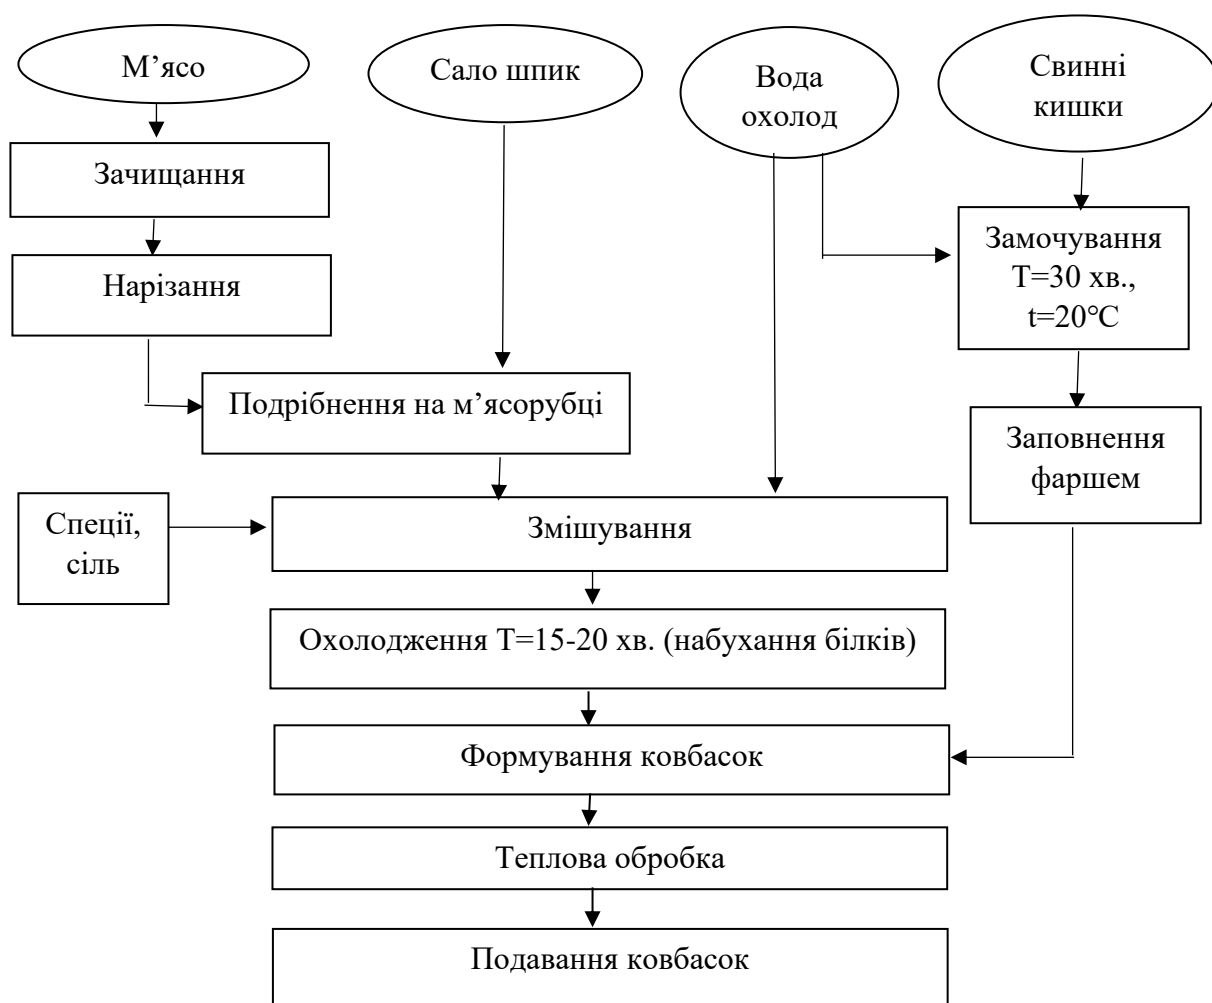 М’ясо
Сало шпик
Вода
охолод
Свинні
кишки
Зачищання
Нарізання
Замочування
Т=30 хв.,
t=20°С
Подрібнення на м’ясорубці
Заповнення
фаршем
Спеції,
сіль
Змішування
Охолодження Т=15-20 хв. (набухання білків)
Формування ковбасок
Теплова обробка
Подавання ковбасок